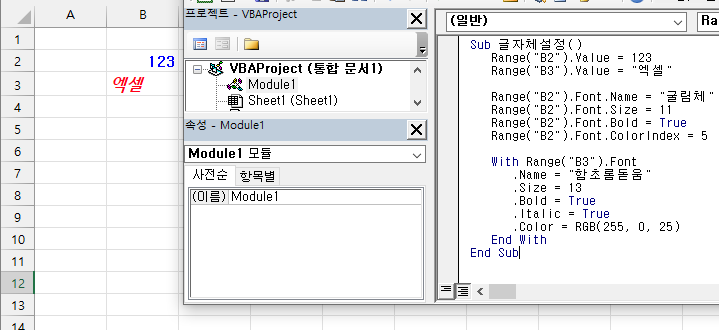 A B
1
2
3
4
5
6
7
8
9
10
11
12
13
14
123
엑셀
프로젝트 - VBAProject
VBAProject (통합 문서1)
Module1
Sheet1 (Sheet1)
속성 - Module1
Module1 모듈
사전순 항목별
(이름) Module1
(일반)
Ra
Sub 글자체설정()
Range("B2").Value = 123
Range("B3").Value = "엑셀"
Range("B2").Font.Name = "굴림체"
Range("B2").Font.Size = 11
Range("B2").Font.Bold = True
Range("B2").Font.ColorIndex = 5
With Range("B3").Font
.Name = "함초롬돋움"
.Size = 13
.Bold = True
.Italic = True
.Color = RGB(255, 0, 25)
End With
End Sub